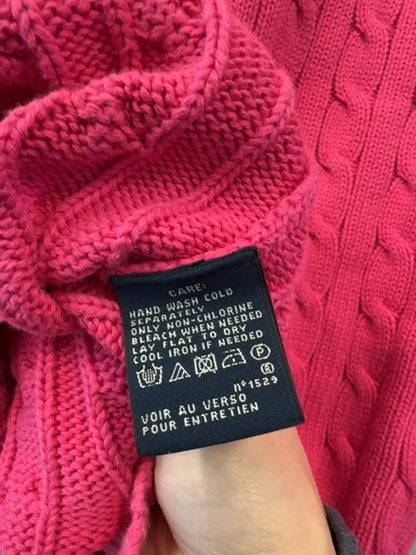 CARE:
HAND WASH COLD
SEPARATELY
ONLY NON-CHLORINE
BLEACH WHEN NEEDED
LAY FLAT TO DRY
COOL IRON IF NEEDED
P
K
nº1529
VOIR AU VERSO
POUR ENTRETIEN